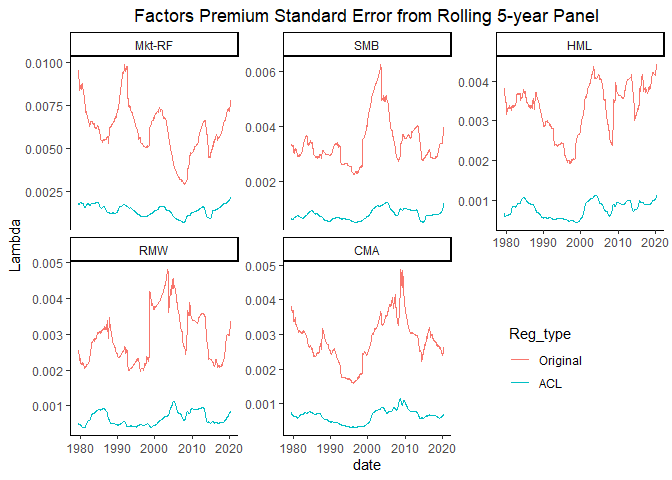 Factors Premium Standard Error from Rolling 5-year Panel
Mkt-RF
SMB
HML
0.0100
0.0075
0.0050
0.0025
0.006
0.004
0.002
0.004
0.003
0.002
0.001
1980 1990 2000 2010 2020
Lambda
RMW
CMA
0.005
0.004
0.003
0.002
0.001
0.005
0.004
0.003
0.002
0.001
Reg_type
Original
ACL
1980 1990 2000 2010 2020
1980 1990 2000 2010 2020
date